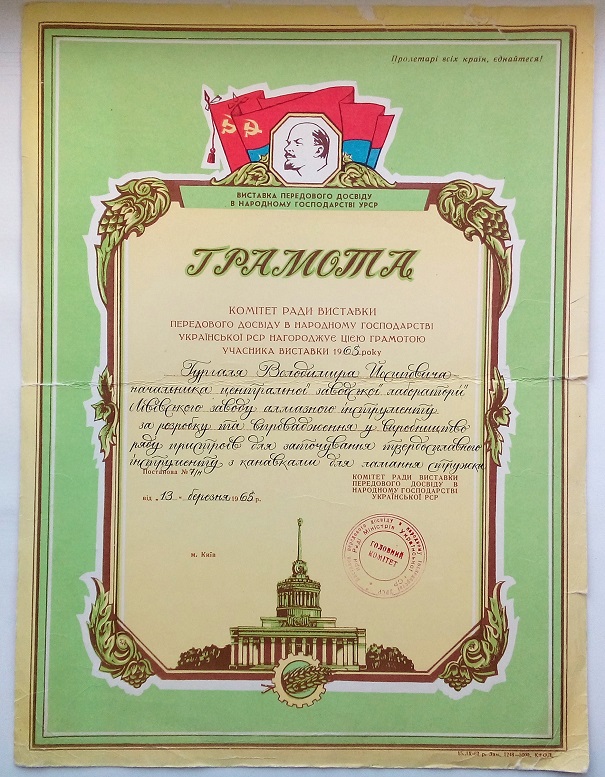 Пролетарі всіх країн, єднайтеся!
ВИСТАВКА ПЕРЕДОВОГО ДОСВІДУ
В НАРОДНОМУ ГОСПОДАРСТВІ УРСР
ГРАМОТА
КОМІТЕТ РАДИ ВИСТАВКИ
ПЕРЕДОВОГО ДОСВІДУ В НАРОДНОМУ ГОСПОДАРСТВІ
УКРАЇНСЬКОЇ РСР НАГОРОДЖУЄ ЦІЄЮ ГРАМОТОЮ
УЧАСНИКА ВИСТАВКИ 1965 року
Володимира
начальника центральної заводської лабораторії
Львівського заводу алмазного інструменту
за розробку та впровадження у виробництво
ряду пристроїв для заточування твердосплавного
інструменту з канавками для ламання стружки
Постанова № 7/н
від „13" березня 1965 р.
КОМІТЕТ РАДИ ВИСТАВКИ
ПЕРЕДОВОГО ДОСВІДУ В
НАРОДНОМУ ГОСПОДАРСТВІ
УКРАЇНСЬКОЇ РСР
ГОЛОВНИЙ
КОМІТЕТ
м. Київ